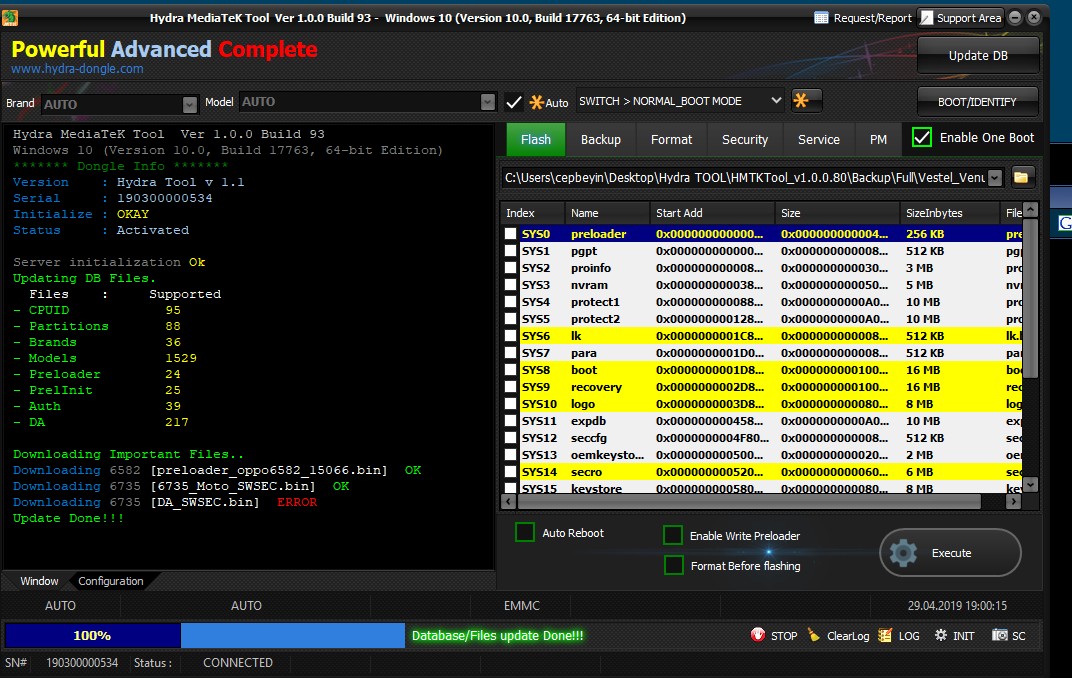 Hydra MediaTeK Tool Ver 1.0.0 Build 93 - Windows 10 (Version 10.0, Build 17763, 64-bit Edition)
Request/Report Support Area
Powerful Advanced Complete
www.hydra-dongle.com
Update DB
Brand AUTO Model AUTO Auto SWITCH > NORMAL_BOOT MODE BOOT/IDENTIFY
Hydra MediaTeK Tool Ver 1.0.0 Build 93
Windows 10 (Version 10.0, Build 17763, 64-bit Edition)
******* Dongle Info *******
Version : Hydra Tool v 1.1
Serial : 190300000534
Initialize : OKAY
Status : Activated
Server initialization Ok
Updating DB Files.
Files : Supported
- CPUID 95
- Partitions 88
- Brands 36
- Models 1529
- Preloader 24
- PrelInit 25
- Auth 39
- DA 217
Downloading Important Files..
Downloading 6582 [preloader_oppo6582_15066.bin] OK
Downloading 6735 [6735_Moto_SWSEC.bin] OK
Downloading 6735 [DA_SWSEC.bin] ERROR
Update Done!!!
Window Configuration
Flash Backup Format Security Service PM Enable One Boot
C:\Users\cepbeyin\Desktop\Hydra TOOL\HMTKTool_v1.0.0.80\Backup\Full\Vestel_Venu
Index Name Start Add Size SizeInbytes File
SYS0 preloader 0x000000000000... 0x000000000004... 256 KB pre
SYS1 pgpt 0x000000000000... 0x000000000008... 512 KB pgp
SYS2 proinfo 0x000000000008... 0x000000000030... 3 MB pro
SYS3 nvram 0x000000000038... 0x000000000050... 5 MB nvr
SYS4 protect1 0x000000000088... 0x0000000000A0... 10 MB pro
SYS5 protect2 0x000000000128... 0x0000000000A0... 10 MB pro
SYS6 lk 0x0000000001C8... 0x000000000008... 512 KB lk.l
SYS7 para 0x0000000001D0... 0x000000000008... 512 KB par
SYS8 boot 0x0000000001D8... 0x000000000100... 16 MB boo
SYS9 recovery 0x0000000002D8... 0x000000000100... 16 MB rec
SYS10 logo 0x0000000003D8... 0x000000000080... 8 MB log
SYS11 expdb 0x000000000458... 0x0000000000A0... 10 MB exp
SYS12 seccfg 0x0000000004F80... 0x000000000008... 512 KB sec
SYS13 oemkeysto... 0x000000000500... 0x000000000020... 2 MB oer
SYS14 secro 0x000000000520... 0x000000000060... 6 MB sec
SYS15 keystore 0x000000000580... 0x000000000080... 8 MB key
Auto Reboot Enable Write Preloader
Format Before flashing
Execute
AUTO AUTO EMMC 29.04.2019 19:00:15
100% Database/Files update Done!!! STOP ClearLog LOG INIT SC
SN# 190300000534 Status : CONNECTED